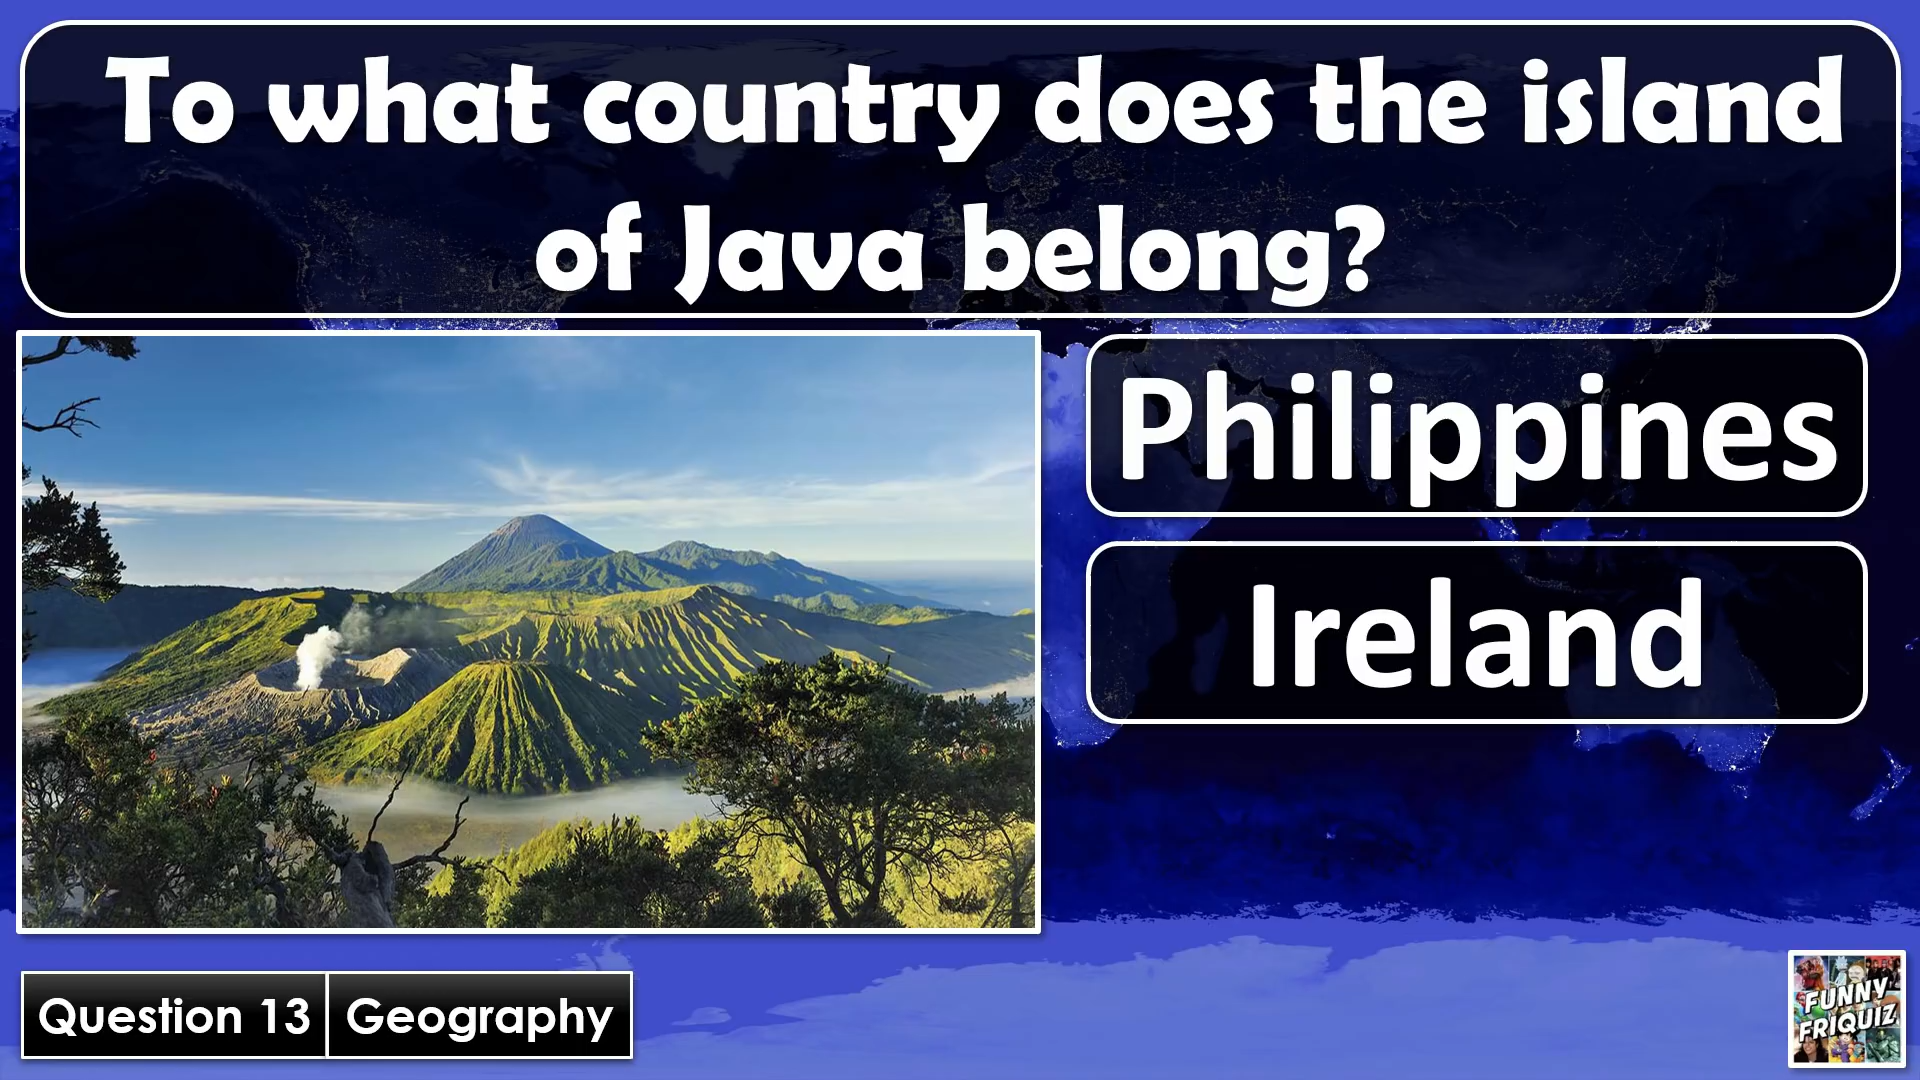 To what country does the island
of Java belong?
Philippines
Ireland
Question 13 Geography
FUNNY
FRIQUIZ